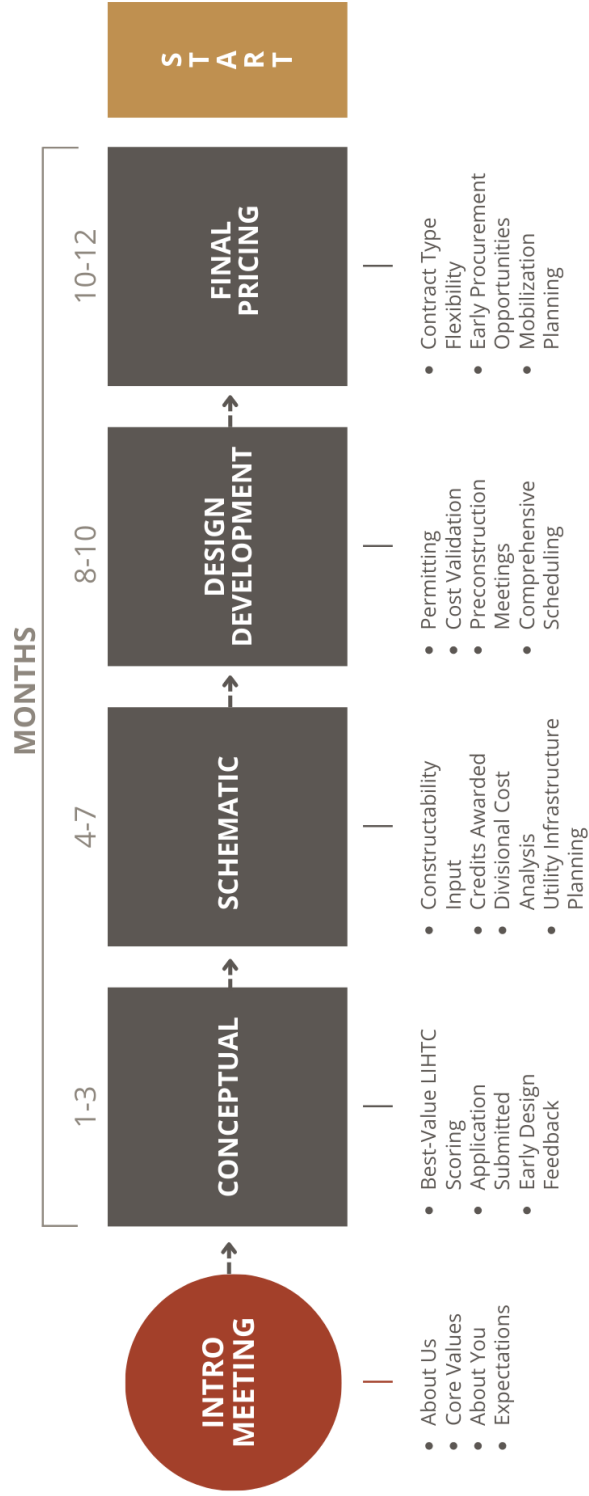 MONTHS
1-3
4-7
8-10
10-12
INTRO
MEETING
CONCEPTUAL
SCHEMATIC
DESIGN
DEVELOPMENT
FINAL
PRICING
START
• About Us
• Core Values
• About You
• Expectations
• Best-Value LIHTC
Scoring
• Application
Submitted
• Early Design
Feedback
• Constructability
Input
• Credits Awarded
• Divisional Cost
Analysis
• Utility Infrastructure
Planning
• Permitting
• Cost Validation
• Preconstruction
Meetings
• Comprehensive
Scheduling
• Contract Type
Flexibility
• Early Procurement
Opportunities
• Mobilization
Planning